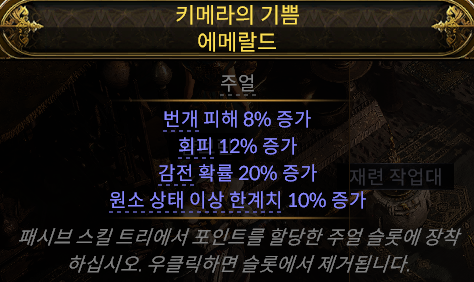 키메라의 기쁨
에메랄드
주얼
번개 피해 8% 증가
회피 12% 증가
감전 확률 20% 증가
재련 작업대
원소 상태 이상 한계치 10% 증가
패시브 스킬 트리에서 포인트를 할당한 주얼 슬롯에 장착
하십시오. 우클릭하면 슬롯에서 제거됩니다.